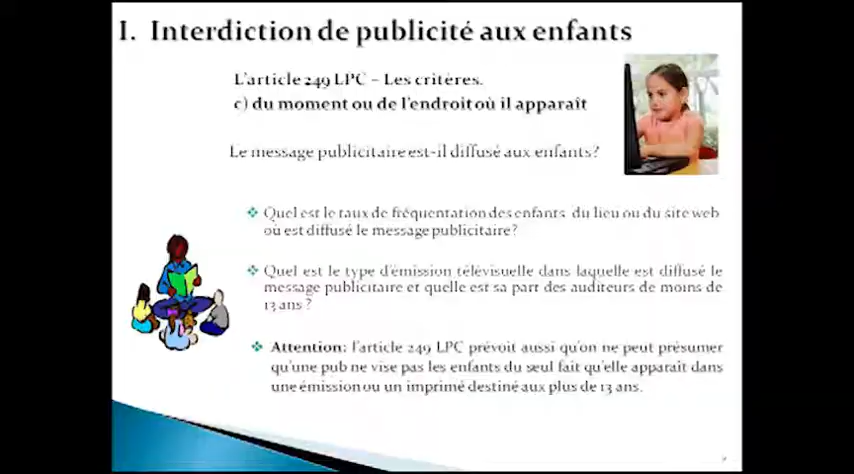 I. Interdiction de publicité aux enfants
L'article 249 LPC – Les critères.
c) du moment ou de l'endroit où il apparaît
Le message publicitaire est-il diffusé aux enfants?
❖ Quel est le taux de fréquentation des enfants du lieu ou du site web
où est diffusé le message publicitaire?
❖ Quel est le type d'émission télévisuelle dans laquelle est diffusé le
message publicitaire et quelle est sa part des auditeurs de moins de
13 ans ?
❖ Attention: l'article 249 LPC prévoit aussi qu'on ne peut présumer
qu'une pub ne vise pas les enfants du seul fait qu'elle apparaît dans
une émission ou un imprimé destiné aux plus de 13 ans.